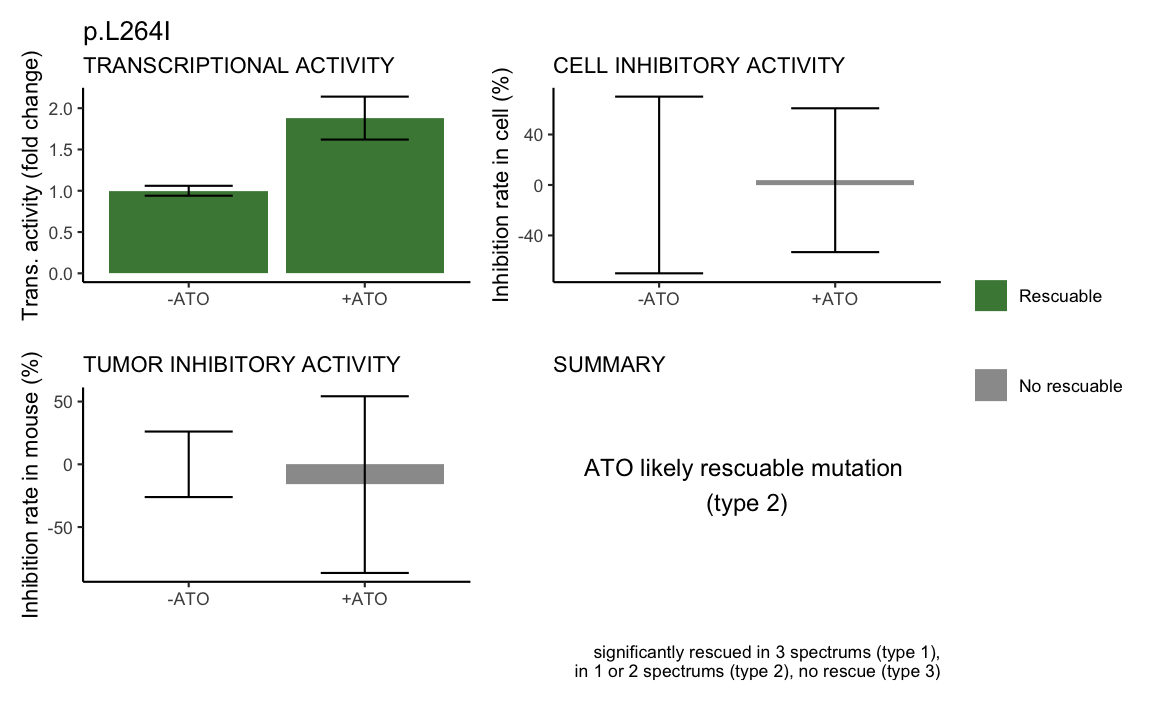 p.L264I
TRANSCRIPTIONAL ACTIVITY
Trans. activity (fold change)
2.0
1.5
1.0
0.5
0.0
-ATO
+ATO
CELL INHIBITORY ACTIVITY
Inhibition rate in cell (%)
40
0
-40
-ATO
+ATO
Rescuable
No rescuable
TUMOR INHIBITORY ACTIVITY
Inhibition rate in mouse (%)
50
0
-50
-ATO
+ATO
SUMMARY
ATO likely rescuable mutation
(type 2)
significantly rescued in 3 spectrums (type 1),
in 1 or 2 spectrums (type 2), no rescue (type 3)